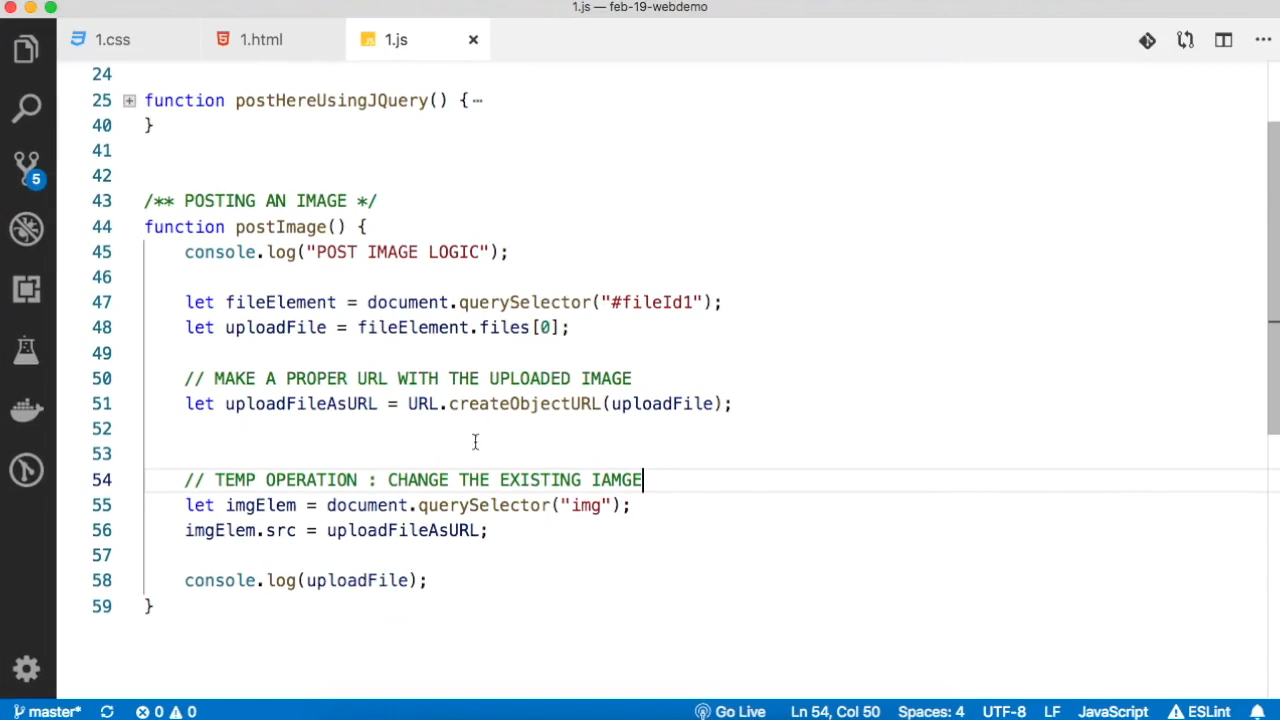 1.js — feb-19-webdemo
1.css
1.html
1.js
24
25 function postHereUsingJQuery() {
40 }
41
42
43 /** POSTING AN IMAGE */
44 function postImage() {
45 console.log("POST IMAGE LOGIC");
46
47 let fileElement = document.querySelector("#fileId1");
48 let uploadFile = fileElement.files[0];
49
50 // MAKE A PROPER URL WITH THE UPLOADED IMAGE
51 let uploadFileAsURL = URL.createObjectURL(uploadFile);
52
53
54 // TEMP OPERATION : CHANGE THE EXISTING IAMGE
55 let imgElem = document.querySelector("img");
56 imgElem.src = uploadFileAsURL;
57
58 console.log(uploadFile);
59 }
5
master* 0 0 Go Live Ln 54, Col 50 Spaces: 4 UTF-8 LF JavaScript ESLint